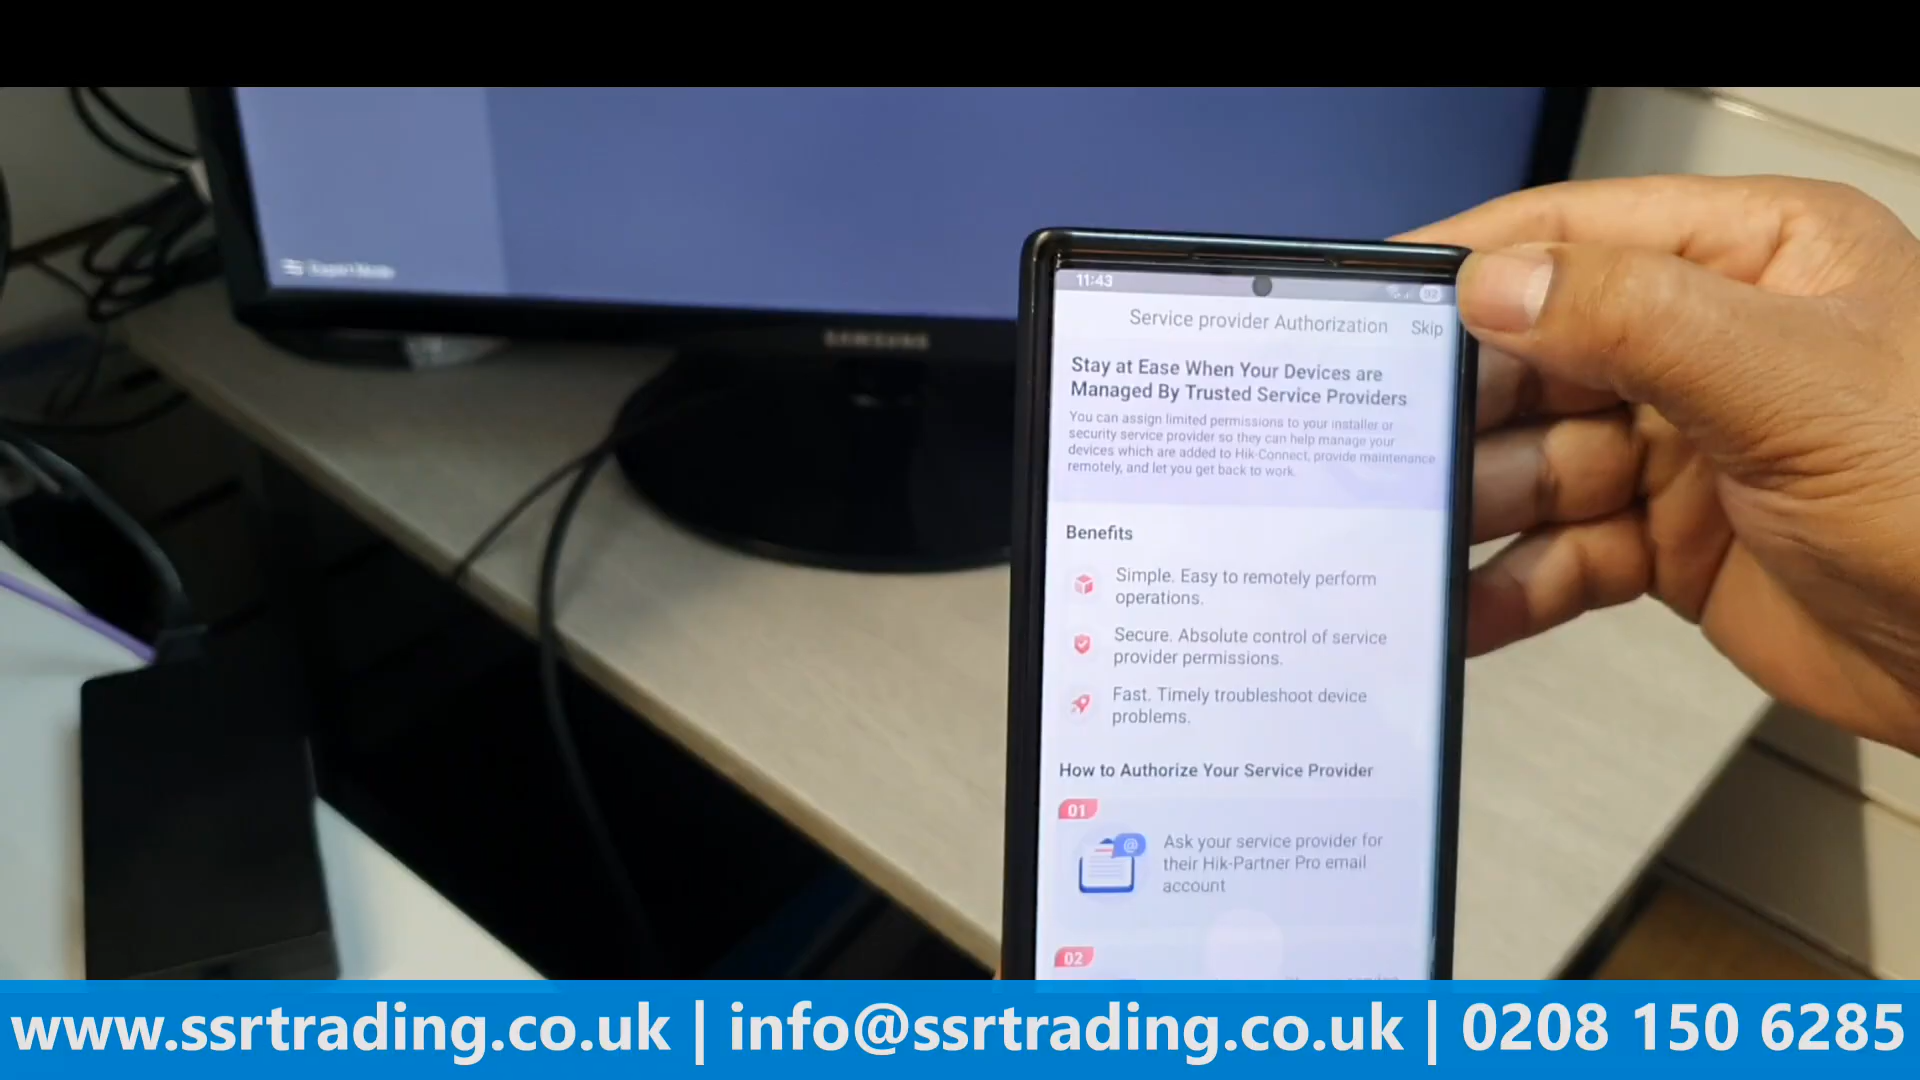 Export Mode
SAMSUNG
11:43
92
Service provider Authorization Skip
Stay at Ease When Your Devices are
Managed By Trusted Service Providers
You can assign limited permissions to your installer or
security service provider so they can help manage your
devices which are added to Hik-Connect, provide maintenance
remotely, and let you get back to work.
Benefits
Simple. Easy to remotely perform
operations.
Secure. Absolute control of service
provider permissions.
Fast. Timely troubleshoot device
problems.
How to Authorize Your Service Provider
01
Ask your service provider for
their Hik-Partner Pro email
account
02
www.ssrtrading.co.uk | info@ssrtrading.co.uk | 0208 150 6285